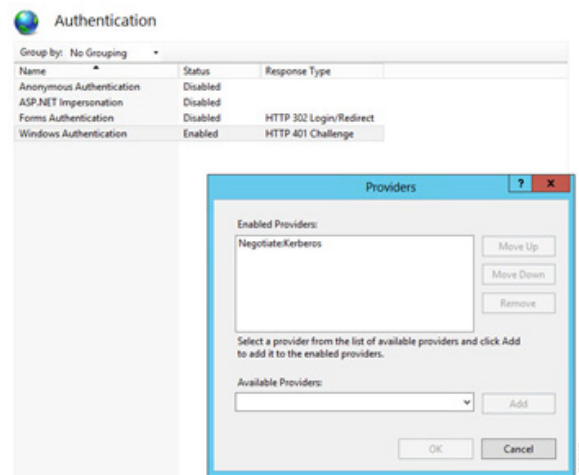 Authentication
Group by: No Grouping
Name Status Response Type
Anonymous Authentication Disabled
ASP.NET Impersonation Disabled
Forms Authentication Disabled HTTP 302 Login/Redirect
Windows Authentication Enabled HTTP 401 Challenge
Providers ? x
Enabled Providers:
Negotiate:Kerberos
Move Up
Move Down
Remove
Select a provider from the list of available providers and click Add
to add it to the enabled providers.
Available Providers:
Add
OK Cancel